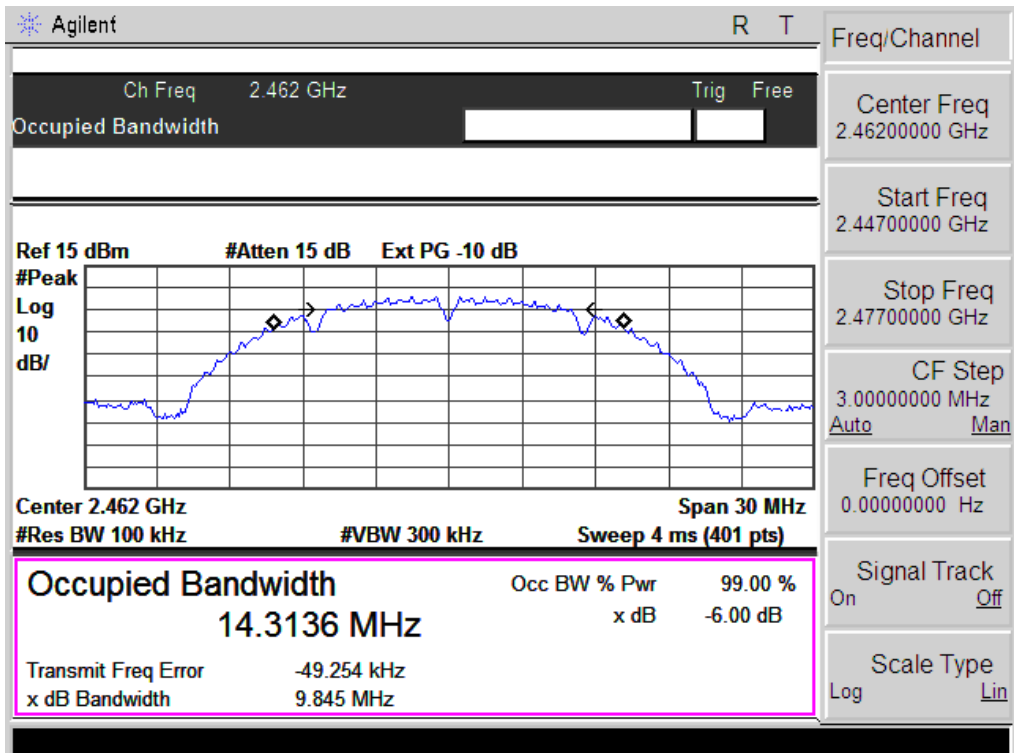 Agilent R T
Ch Freq 2.462 GHz Trig Free
Occupied Bandwidth
Ref 15 dBm #Atten 15 dB Ext PG -10 dB
#Peak
Log
10
dB/
Center 2.462 GHz Span 30 MHz
#Res BW 100 kHz #VBW 300 kHz Sweep 4 ms (401 pts)
Occupied Bandwidth Occ BW % Pwr 99.00 %
14.3136 MHz x dB -6.00 dB
Transmit Freq Error -49.254 kHz
x dB Bandwidth 9.845 MHz
Freq/Channel
Center Freq
2.46200000 GHz
Start Freq
2.44700000 GHz
Stop Freq
2.47700000 GHz
CF Step
3.00000000 MHz
Auto Man
Freq Offset
0.00000000 Hz
Signal Track
On Off
Scale Type
Log Lin